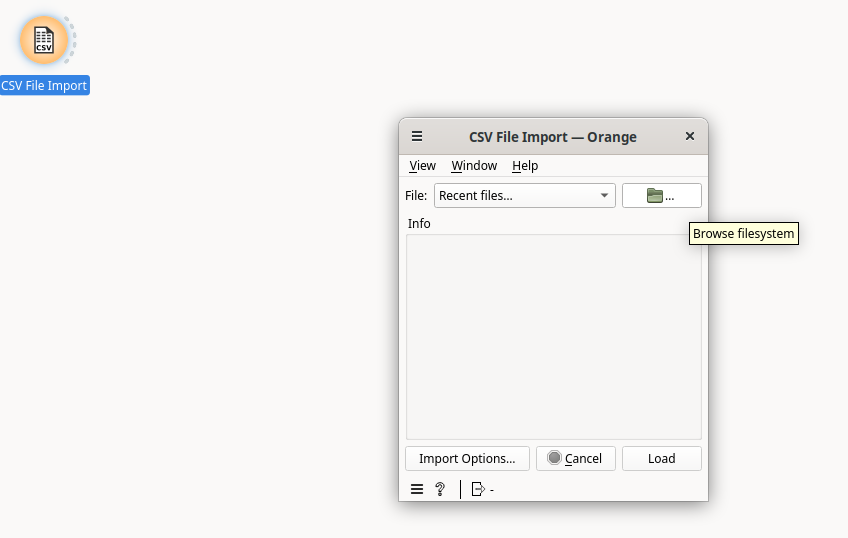 CSV
CSV File Import
CSV File Import — Orange
View Window Help
File: Recent files... ...
Browse filesystem
Info
Import Options... Cancel Load
? -